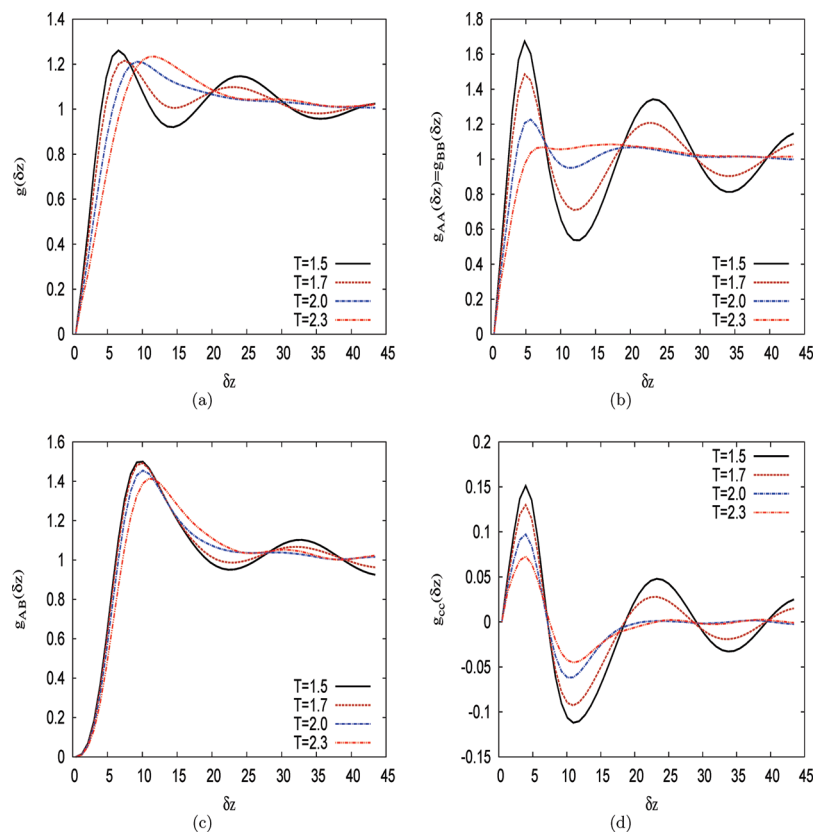 1.4
1.2
1
0.8
0.6
0.4
0.2
0
g(δz)
T=1.5
T=1.7
T=2.0
T=2.3
0 5 10 15 20 25 30 35 40 45
δz
(a)
1.8
1.6
1.4
1.2
1
0.8
0.6
0.4
0.2
0
g_AA(δz)=g_BB(δz)
T=1.5
T=1.7
T=2.0
T=2.3
0 5 10 15 20 25 30 35 40 45
δz
(b)
1.6
1.4
1.2
1
0.8
0.6
0.4
0.2
0
g_AB(δz)
T=1.5
T=1.7
T=2.0
T=2.3
0 5 10 15 20 25 30 35 40 45
δz
(c)
0.2
0.15
0.1
0.05
0
-0.05
-0.1
-0.15
g_cc(δz)
T=1.5
T=1.7
T=2.0
T=2.3
0 5 10 15 20 25 30 35 40 45
δz
(d)